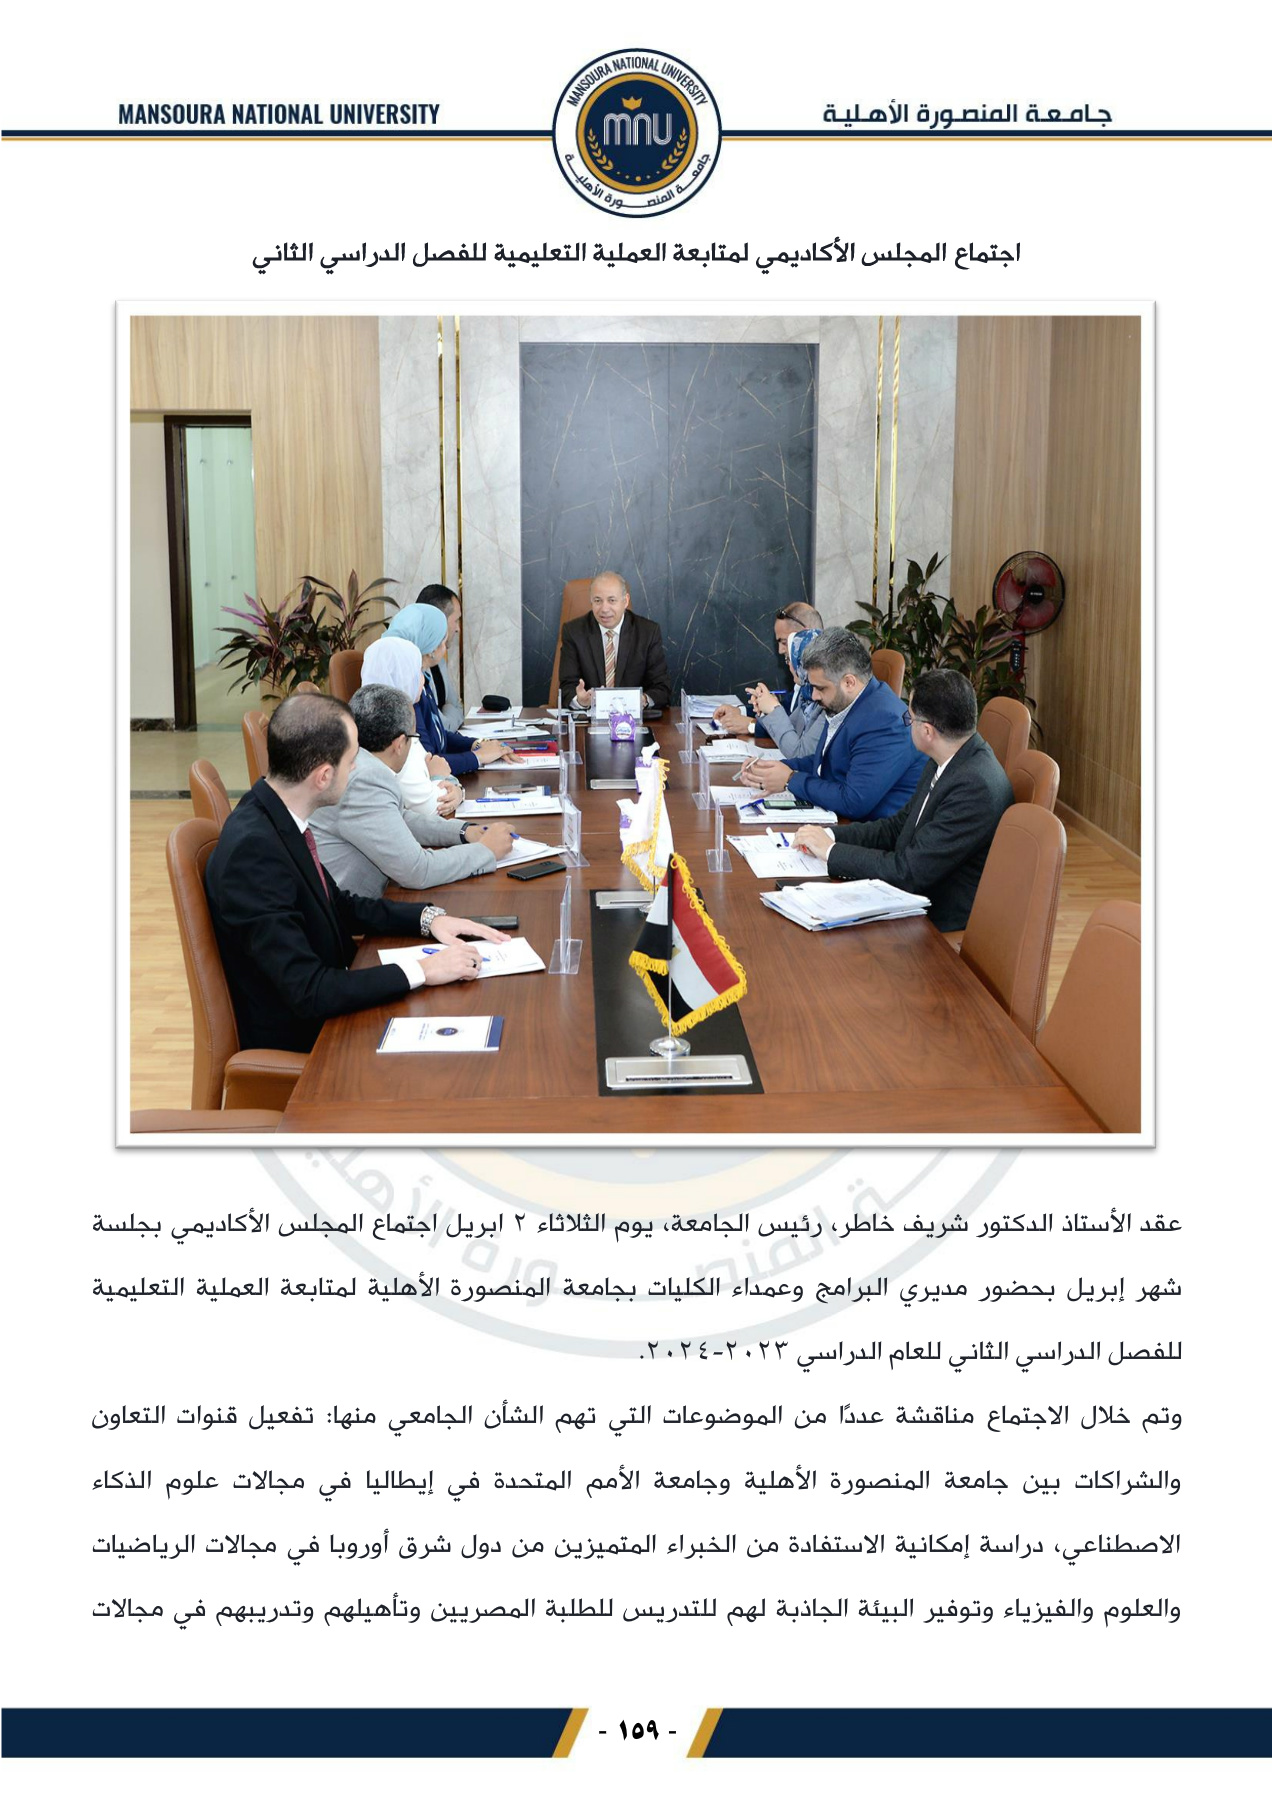 MANSOURA NATIONAL UNIVERSITY
جامعة المنصورة الأهلية
MANSOURA NATIONAL UNIVERSITY
mnu
جامعة المنصورة الأهلية
اجتماع المجلس الأكاديمي لمتابعة العملية التعليمية للفصل الدراسي الثاني
عقد الأستاذ الدكتور شريف خاطر، رئيس الجامعة، يوم الثلاثاء ٢ ابريل اجتماع المجلس الأكاديمي بجلسة
شهر إبريل بحضور مديري البرامج وعمداء الكليات بجامعة المنصورة الأهلية لمتابعة العملية التعليمية
للفصل الدراسي الثاني للعام الدراسي ٢٠٢٣-٢٠٢٤.
وتم خلال الاجتماع مناقشة عددًا من الموضوعات التي تهم الشأن الجامعي منها: تفعيل قنوات التعاون
والشراكات بين جامعة المنصورة الأهلية وجامعة الأمم المتحدة في إيطاليا في مجالات علوم الذكاء
الاصطناعي، دراسة إمكانية الاستفادة من الخبراء المتميزين من دول شرق أوروبا في مجالات الرياضيات
والعلوم والفيزياء وتوفير البيئة الجاذبة لهم للتدريس للطلبة المصريين وتأهيلهم وتدريبهم في مجالات
- ١٥٩ -